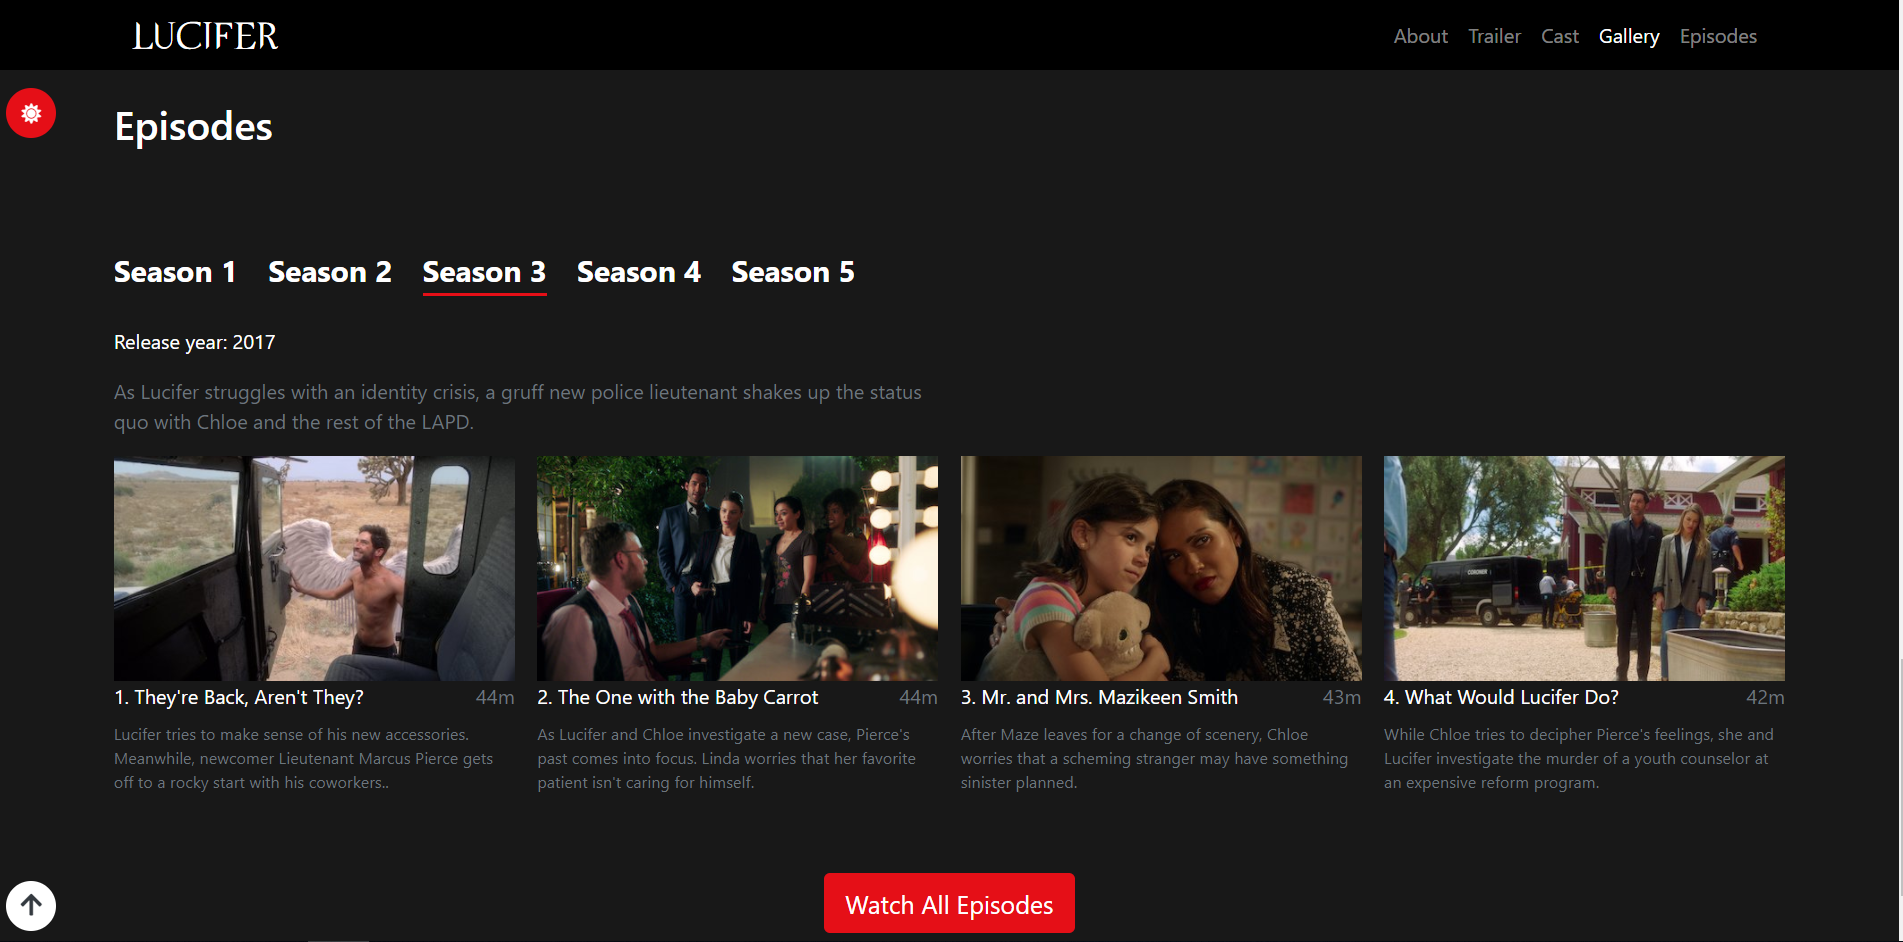 LUCIFER
About Trailer Cast Gallery Episodes
Episodes
Season 1 Season 2 Season 3 Season 4 Season 5
Release year: 2017
As Lucifer struggles with an identity crisis, a gruff new police lieutenant shakes up the status
quo with Chloe and the rest of the LAPD.
CORONER
1. They're Back, Aren't They? 44m
Lucifer tries to make sense of his new accessories.
Meanwhile, newcomer Lieutenant Marcus Pierce gets
off to a rocky start with his coworkers..
2. The One with the Baby Carrot 44m
As Lucifer and Chloe investigate a new case, Pierce's
past comes into focus. Linda worries that her favorite
patient isn't caring for himself.
3. Mr. and Mrs. Mazikeen Smith 43m
After Maze leaves for a change of scenery, Chloe
worries that a scheming stranger may have something
sinister planned.
4. What Would Lucifer Do? 42m
While Chloe tries to decipher Pierce's feelings, she and
Lucifer investigate the murder of a youth counselor at
an expensive reform program.
Watch All Episodes